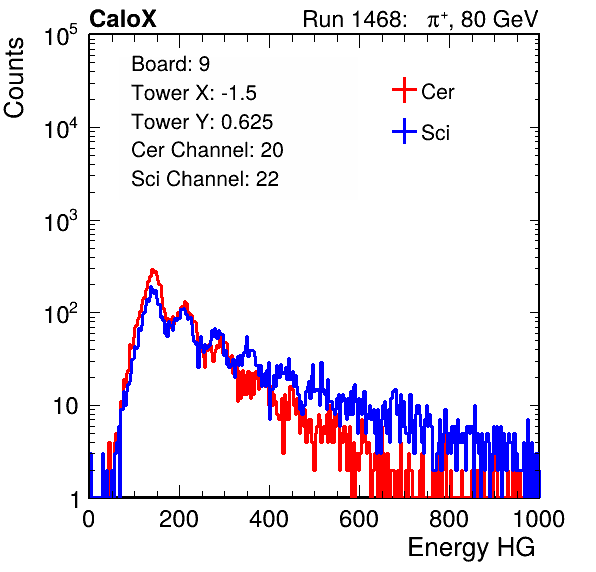 CaloX Run 1468: π⁺, 80 GeV
Counts
Board: 9
Tower X: -1.5
Tower Y: 0.625
Cer Channel: 20
Sci Channel: 22
Cer
Sci
10⁵
10⁴
10³
10²
10
1
0 200 400 600 800 1000
Energy HG